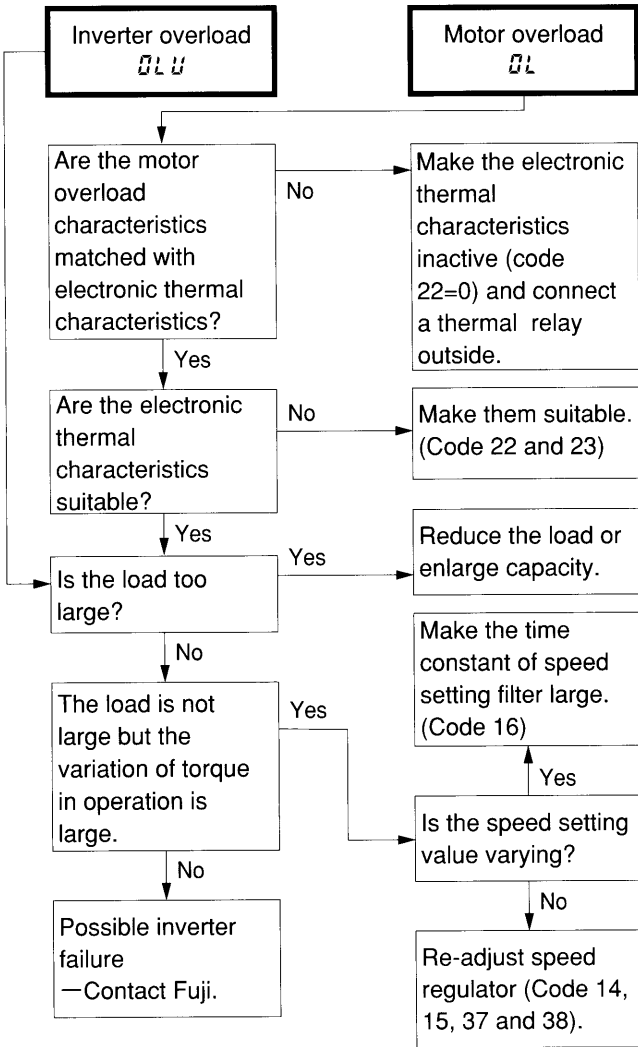 Inverter overload
OLU
Motor overload
OL
Are the motor
overload
characteristics
matched with
electronic thermal
characteristics?
No
Make the electronic
thermal
characteristics
inactive (code
22=0) and connect
a thermal relay
outside.
Yes
Are the electronic
thermal
characteristics
suitable?
No
Make them suitable.
(Code 22 and 23)
Yes
Is the load too
large?
Yes
Reduce the load or
enlarge capacity.
No
The load is not
large but the
variation of torque
in operation is
large.
Yes
Make the time
constant of speed
setting filter large.
(Code 16)
Yes
Is the speed setting
value varying?
No
Possible inverter
failure
—Contact Fuji.
No
Re-adjust speed
regulator (Code 14,
15, 37 and 38).